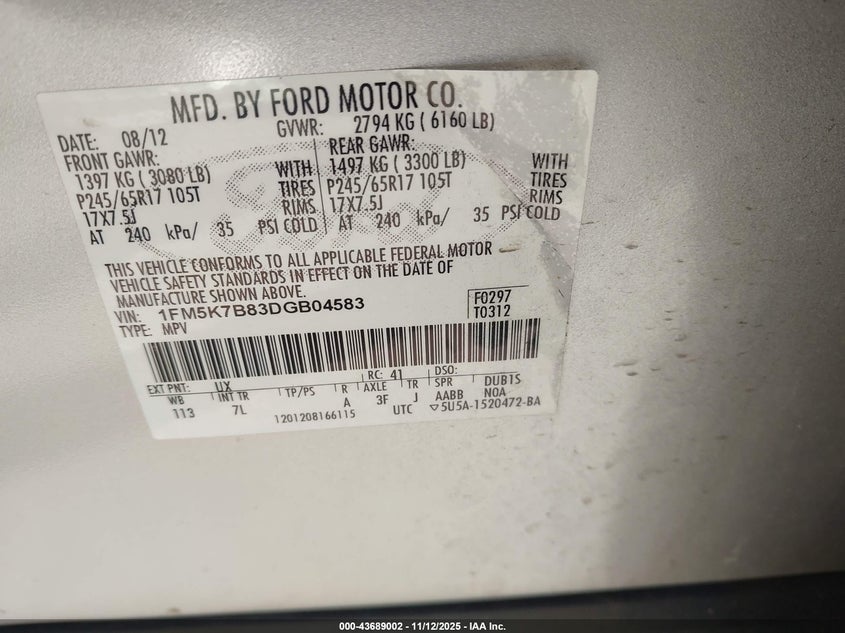 MFD. BY FORD MOTOR CO.
DATE: 08/12 GVWR: 2794 KG ( 6160 LB)
FRONT GAWR: REAR GAWR:
1397 KG ( 3080 LB) WITH 1497 KG ( 3300 LB) WITH
P245/65R17 105T TIRES P245/65R17 105T TIRES
17X7.5J RIMS 17X7.5J RIMS
AT 240 kPa/ 35 PSI COLD AT 240 kPa/ 35 PSI COLD
THIS VEHICLE CONFORMS TO ALL APPLICABLE FEDERAL MOTOR
VEHICLE SAFETY STANDARDS IN EFFECT ON THE DATE OF
MANUFACTURE SHOWN ABOVE.
VIN: 1FM5K7B83DGB04583 F0297
TYPE: MPV T0312
EXT PNT: UX RC: 41 DSO:
WB INT TR TP/PS R AXLE TR SPR DUB1S
113 7L A 3F J AABB NOA
1201208166115 UTC ▽5U5A-1520472-BA
000-43689002 - 11/12/2025 - IAA Inc.